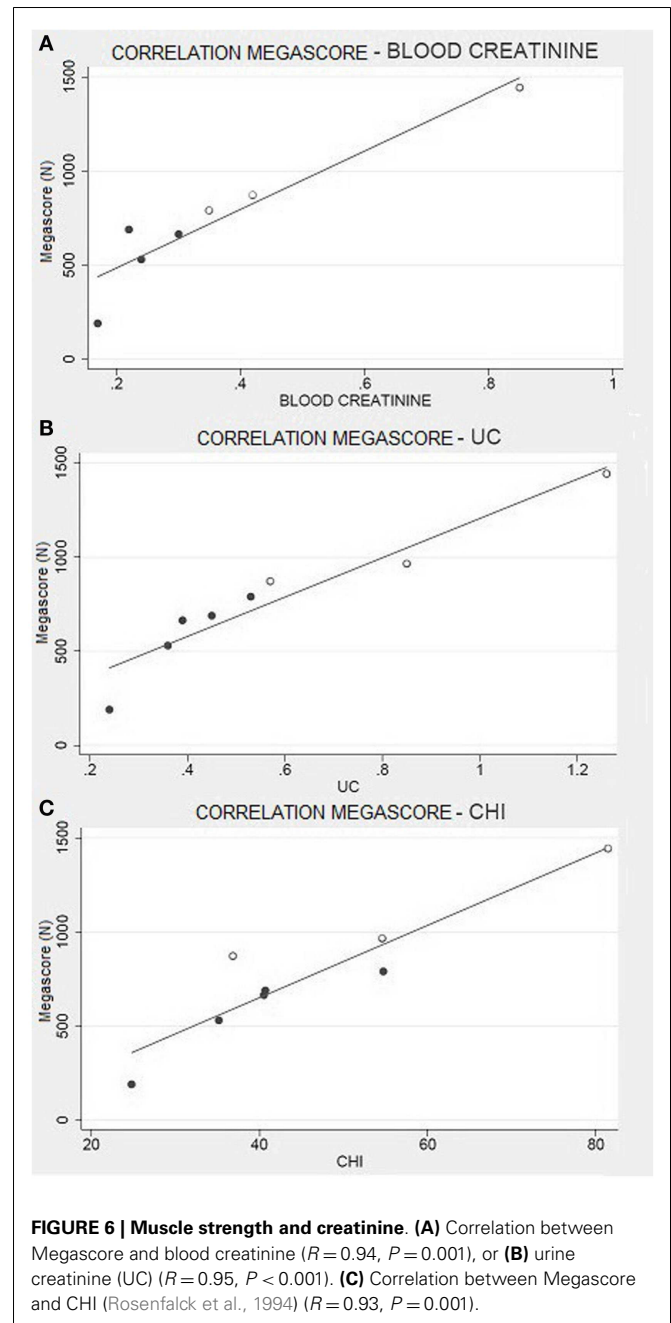 A
CORRELATION MEGASCORE - BLOOD CREATININE
Megascore (N)
1500
1000
500
0
.2 .4 .6 .8 1
BLOOD CREATININE
B
CORRELATION MEGASCORE - UC
Megascore (N)
1500
1000
500
0
.2 .4 .6 .8 1 1.2
UC
C
CORRELATION MEGASCORE - CHI
Megascore (N)
1500
1000
500
0
20 40 60 80
CHI
FIGURE 6 | Muscle strength and creatinine. (A) Correlation between
Megascore and blood creatinine (R = 0.94, P = 0.001), or (B) urine
creatinine (UC) (R = 0.95, P < 0.001). (C) Correlation between Megascore
and CHI (Rosenfalck et al., 1994) (R = 0.93, P = 0.001).